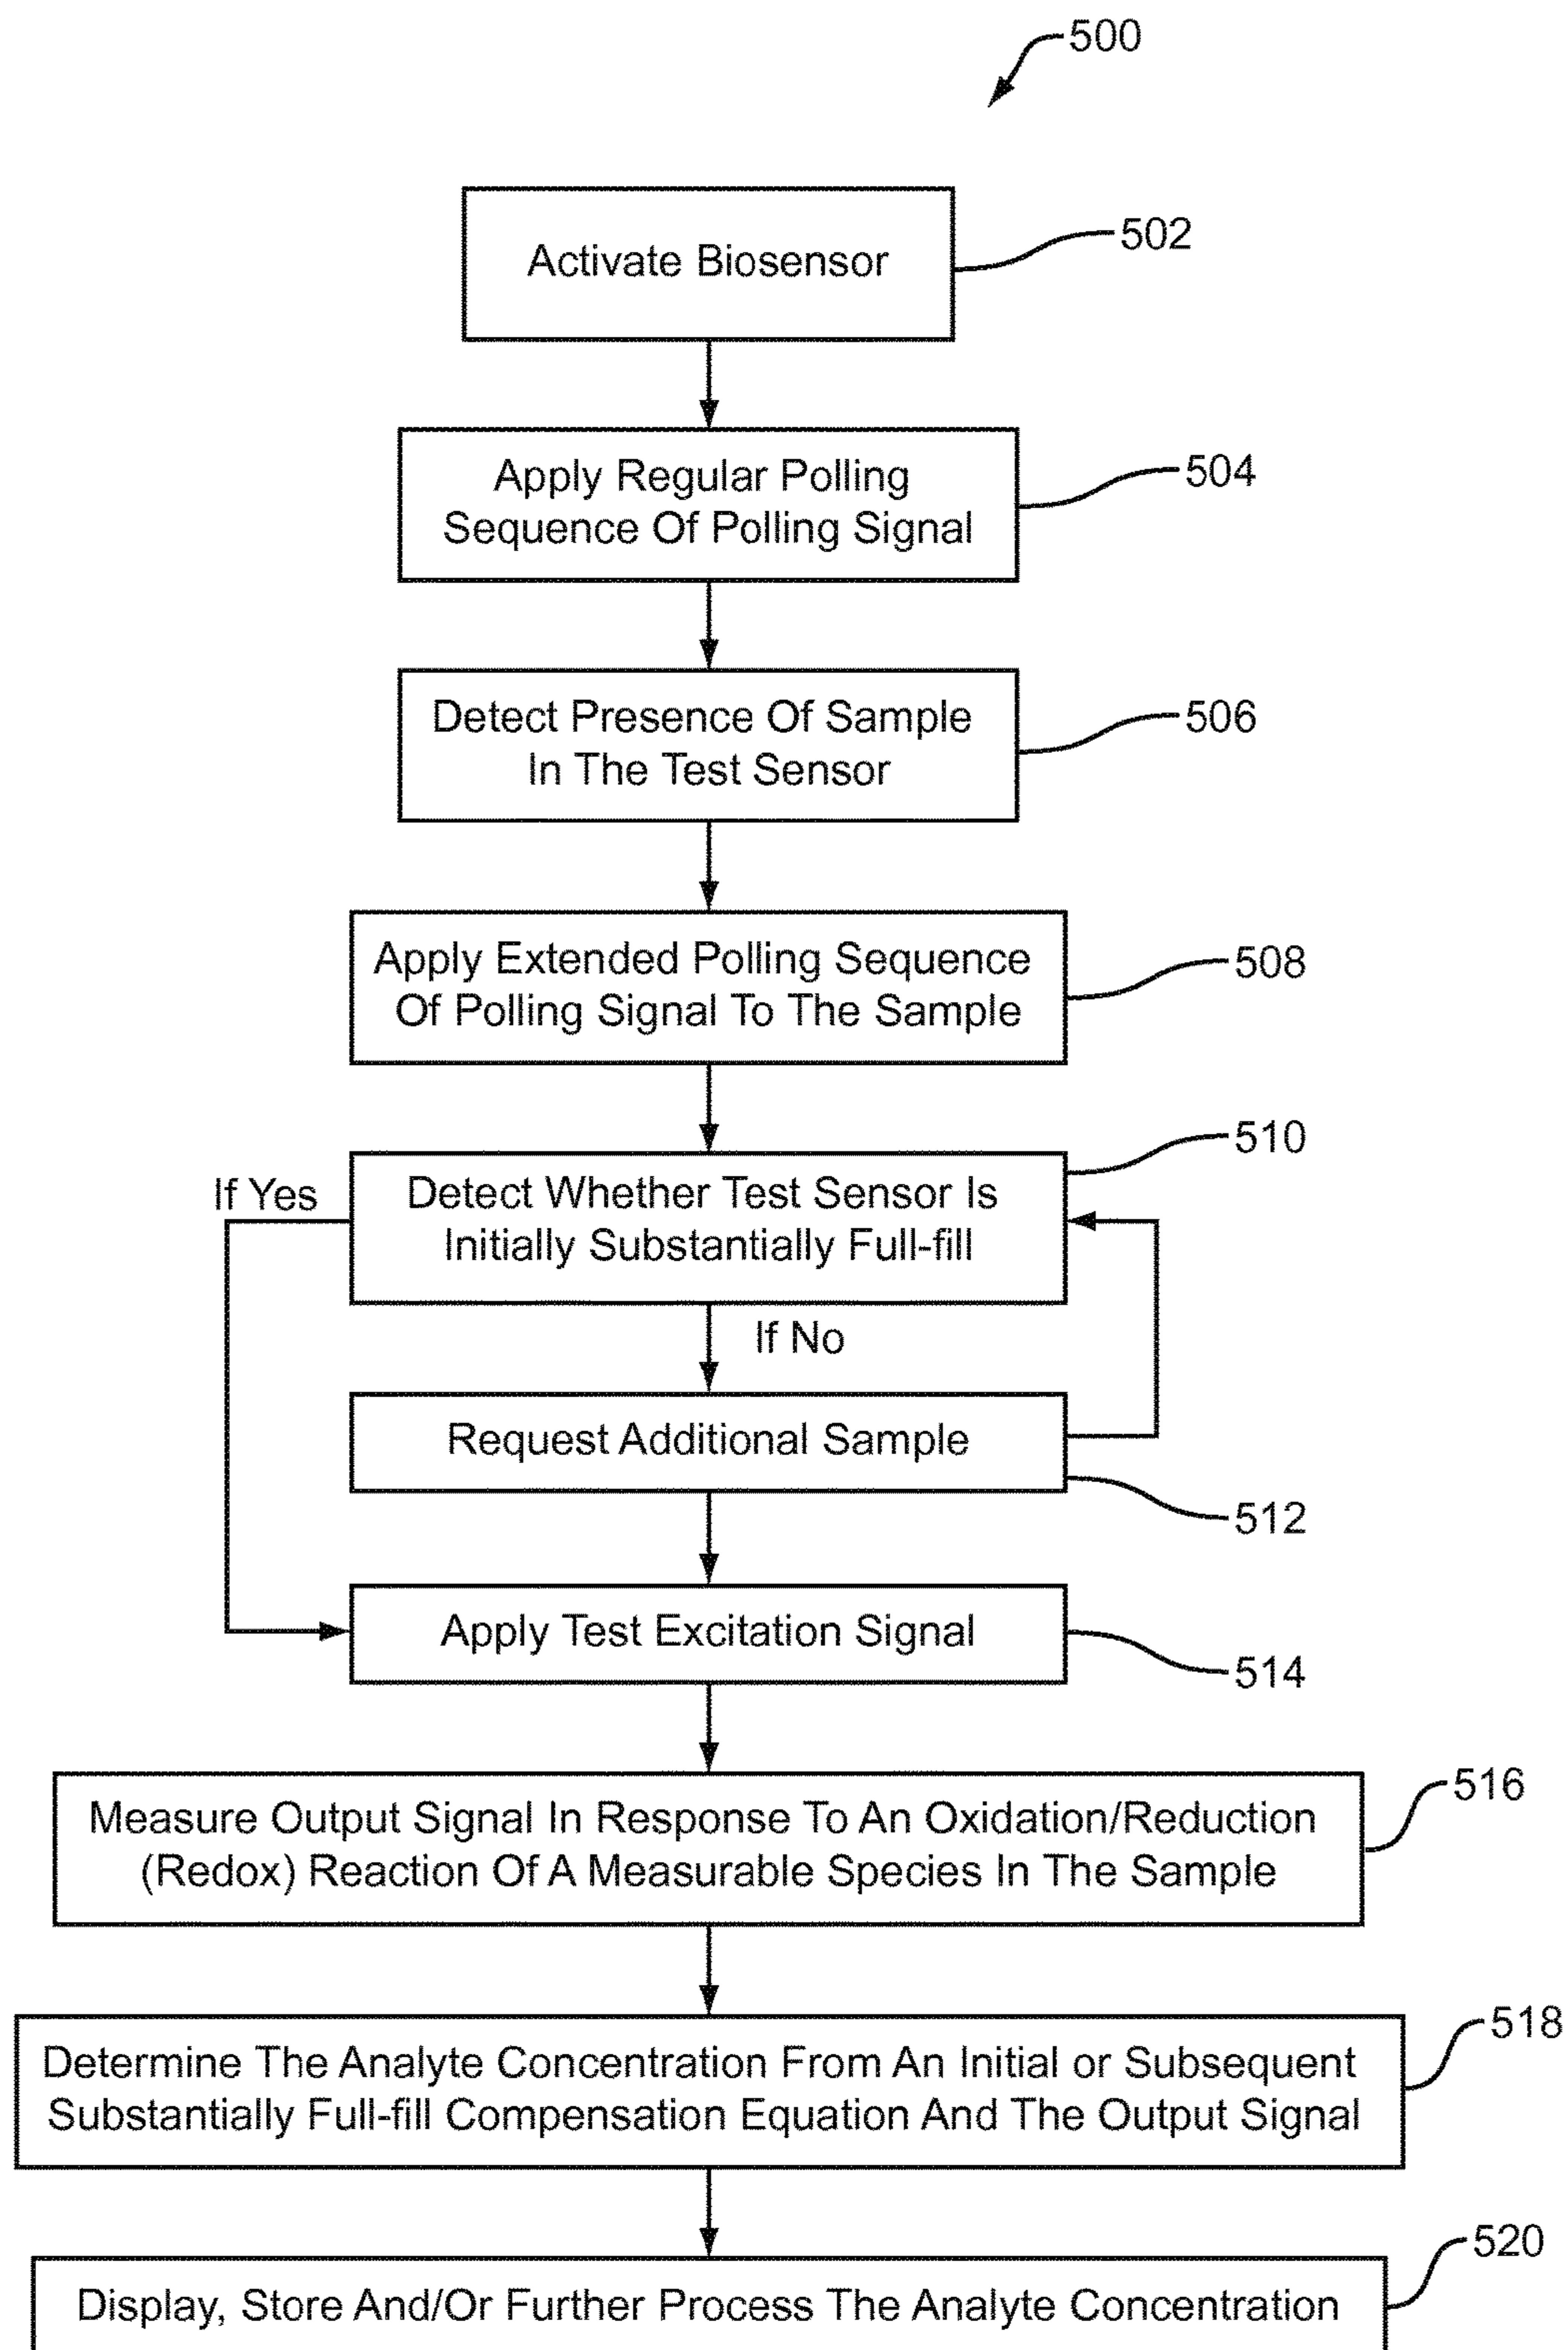 500
Activate Biosensor
502
Apply Regular Polling
Sequence Of Polling Signal
504
Detect Presence Of Sample
In The Test Sensor
506
Apply Extended Polling Sequence
Of Polling Signal To The Sample
508
510
If Yes
Detect Whether Test Sensor Is
Initially Substantially Full-fill
If No
Request Additional Sample
512
Apply Test Excitation Signal
514
516
Measure Output Signal In Response To An Oxidation/Reduction
(Redox) Reaction Of A Measurable Species In The Sample
518
Determine The Analyte Concentration From An Initial or Subsequent
Substantially Full-fill Compensation Equation And The Output Signal
520
Display, Store And/Or Further Process The Analyte Concentration